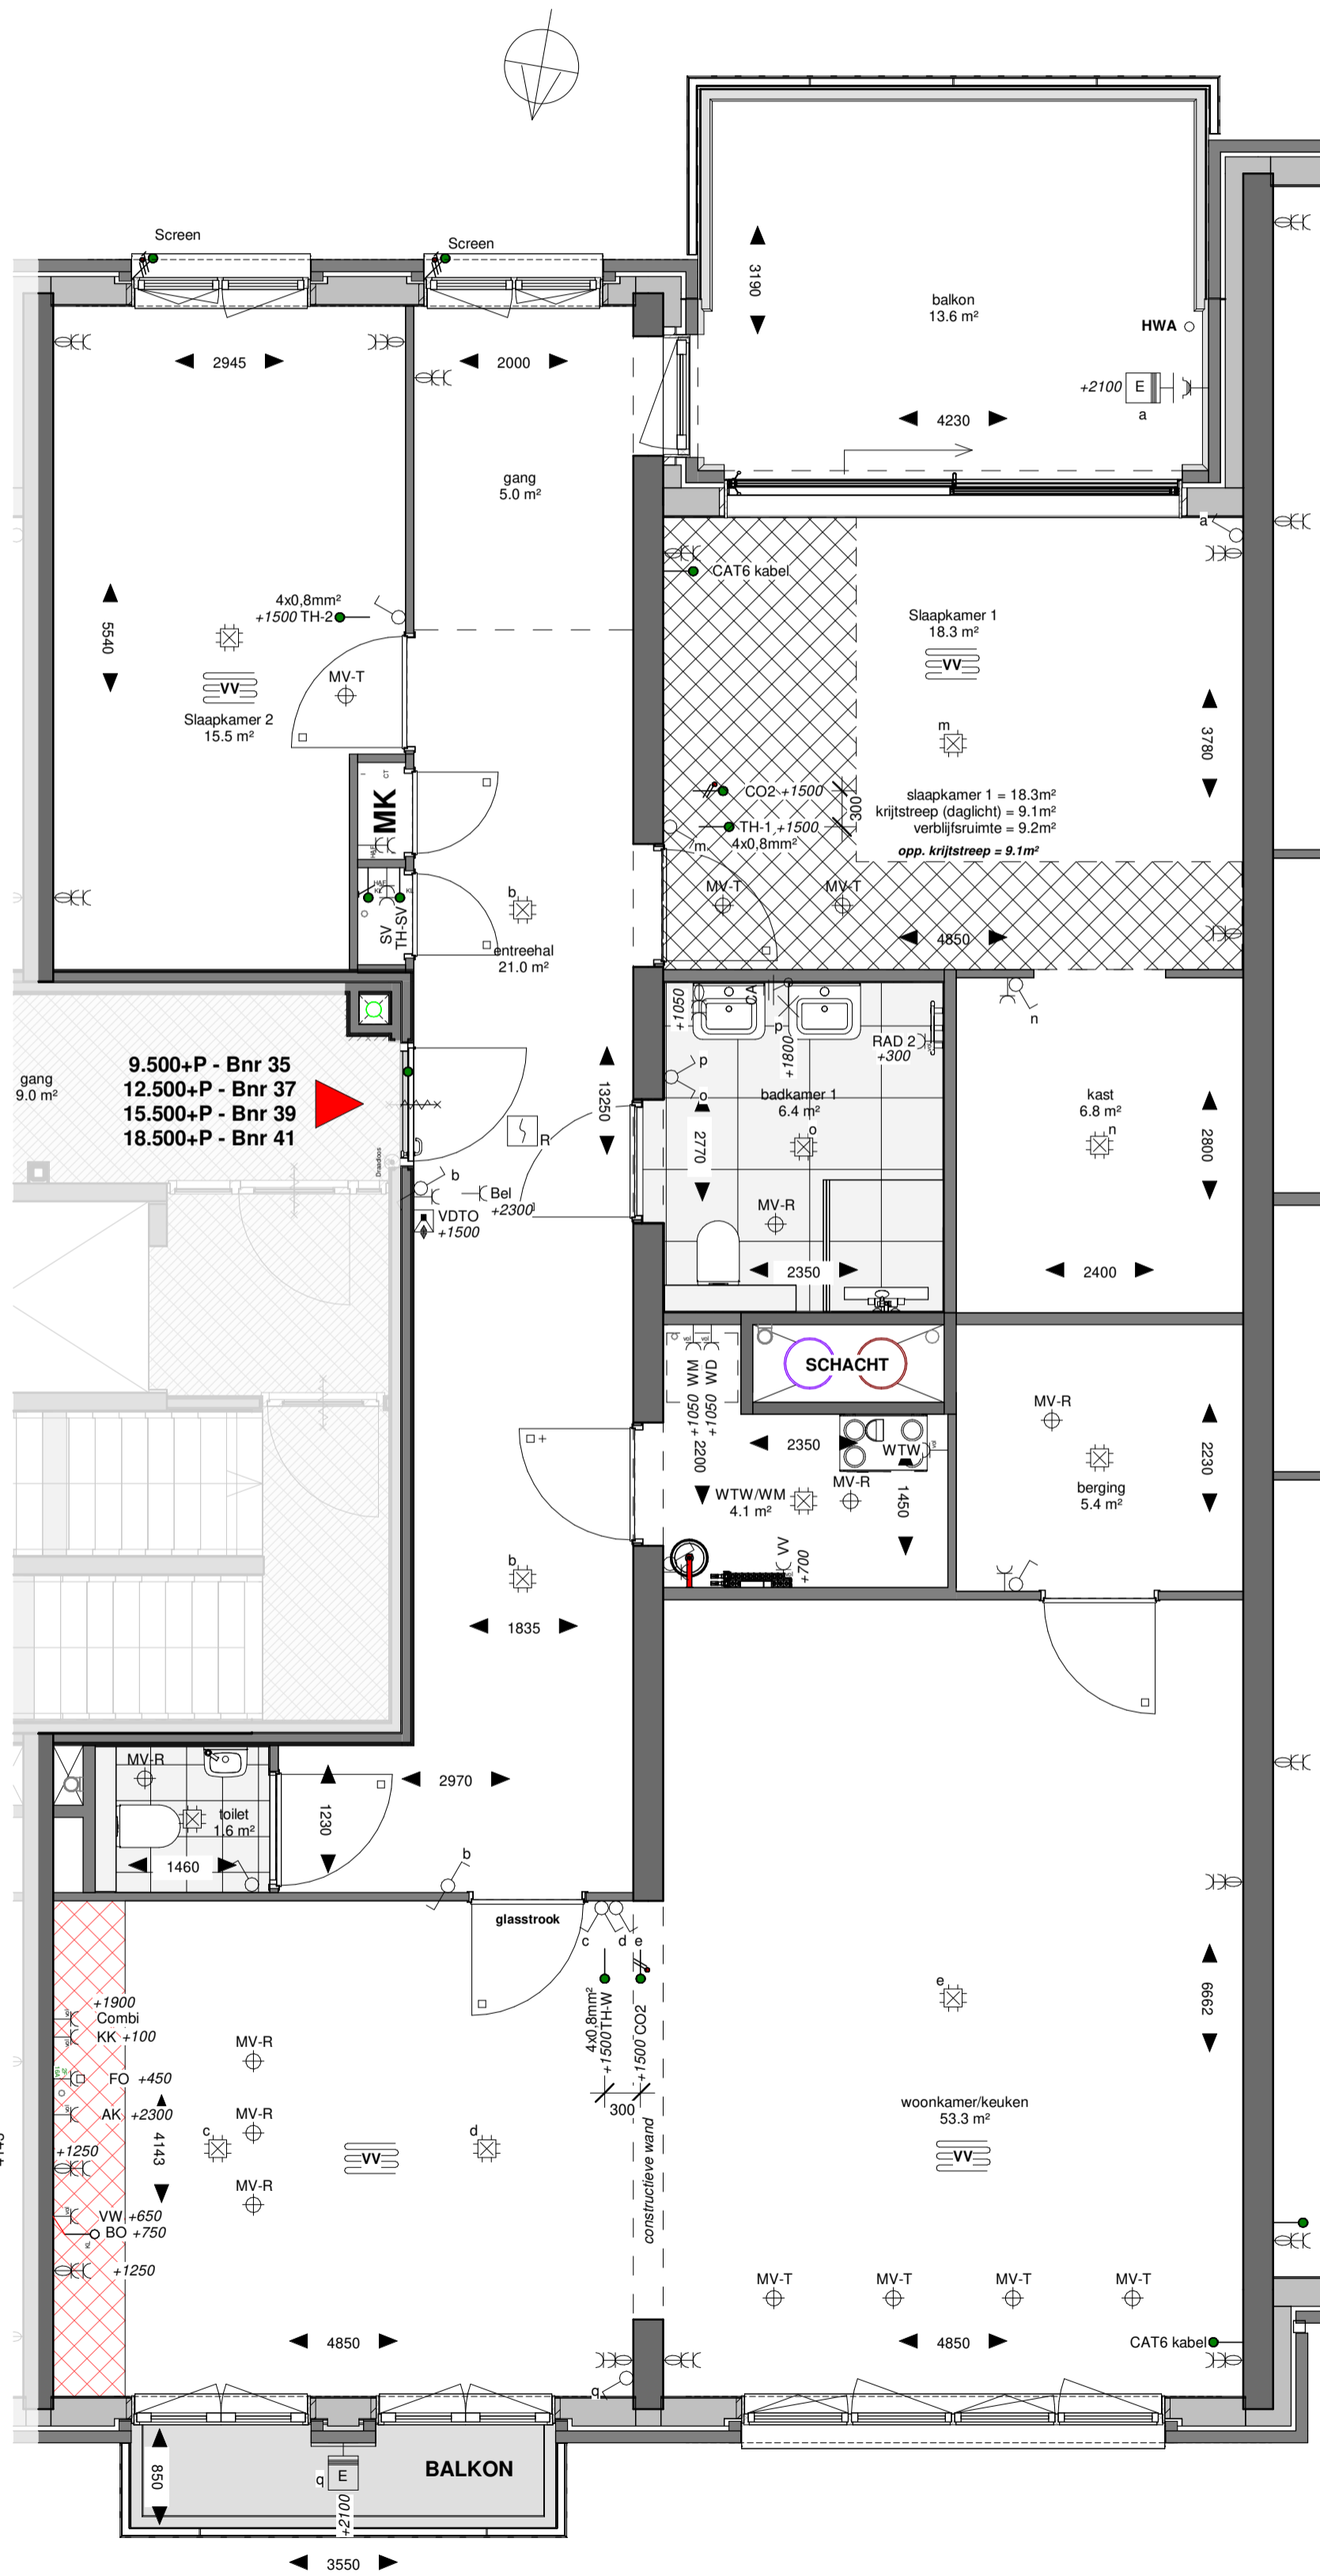 Screen
Screen
3190
balkon
13.6 m²
HWA
+2100
E
a
2945
2000
4230
gang
5.0 m²
a
CAT6 kabel
4x0,8mm²
+1500 TH-2
5540
Slaapkamer 1
18.3 m²
VV
MV-T
VV
Slaapkamer 2
15.5 m²
m
3780
I
CT
MK
CO2 +1500
300
TH-1 +1500
4x0,8mm²
m
slaapkamer 1 = 18.3m²
krijtstreep (daglicht) = 9.1m²
verblijfsruimte = 9.2m²
opp. krijtstreep = 9.1m²
MV-T
MV-T
KL
KL
SV
TH-SV
b
entreehal
21.0 m²
4850
+1050
CA
p
+1800
RAD 2
+300
n
9.500+P - Bnr 35
12.500+P - Bnr 37
15.500+P - Bnr 39
18.500+P - Bnr 41
gang
9.0 m²
13250
p
o
badkamer 1
6.4 m²
o
2770
kast
6.8 m²
n
2800
R
Draadloos
b
Bel
+2300
VDTO
+1500
MV-R
2350
2400
SCHACHT
+1050 WM
+1050 WD
2200
2350
WTW
MV-R
WTW/WM
4.1 m²
1450
VV
+700
MV-R
berging
5.4 m²
2230
b
1835
MV-R
toilet
1.6 m²
1460
1230
2970
b
glasstrook
c
d
e
4x0,8mm²
+1500 TH-W
+1500 CO2
300
constructieve wand
+1900
Combi
KK +100
FO +450
AK +2300
+1250
4143
VW +650
BO +750
KL
+1250
MV-R
MV-R
MV-R
c
VV
d
e
6662
woonkamer/keuken
53.3 m²
VV
MV-T
MV-T
MV-T
MV-T
4850
4850
CAT6 kabel
q
850
q
E
+2100
BALKON
3550